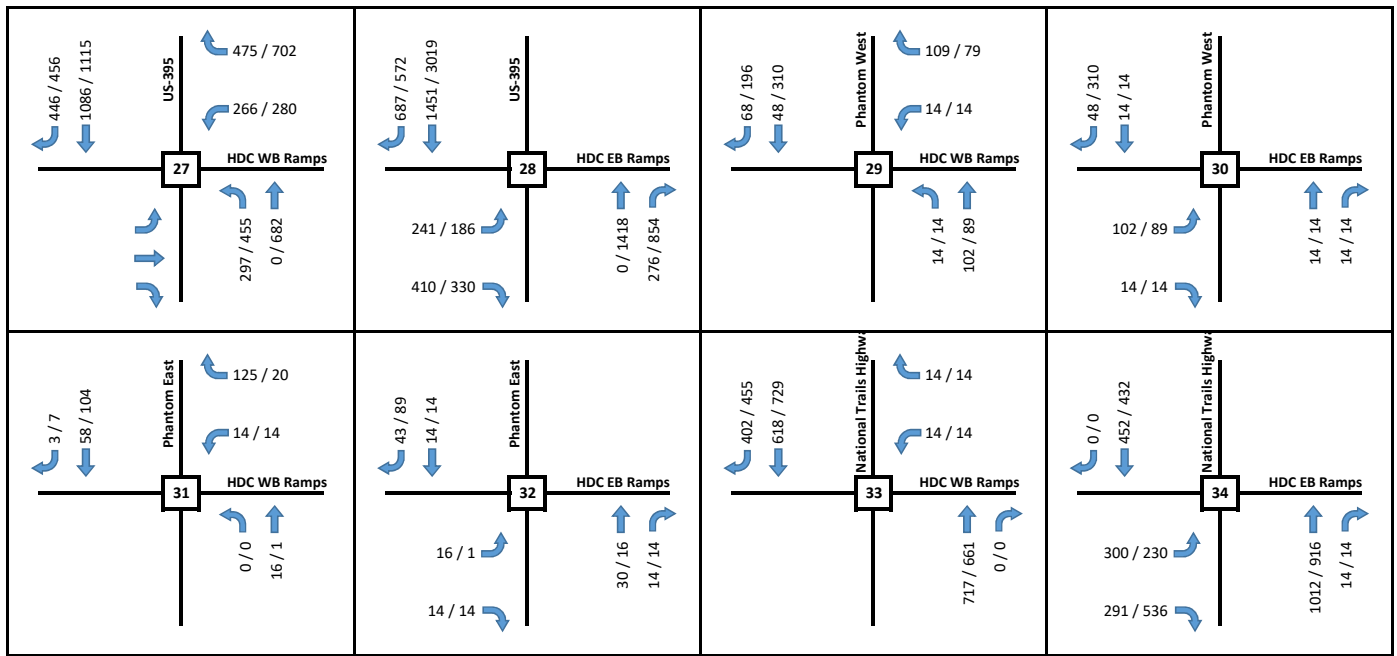 446 / 456
1086 / 1115
US-395
475 / 702
266 / 280
HDC WB Ramps
27
297 / 455
0 / 682
687 / 572
1451 / 3019
US-395
HDC EB Ramps
28
241 / 186
410 / 330
0 / 1418
276 / 854
68 / 196
48 / 310
Phantom West
109 / 79
14 / 14
HDC WB Ramps
29
14 / 14
102 / 89
48 / 310
14 / 14
Phantom West
HDC EB Ramps
30
102 / 89
14 / 14
14 / 14
14 / 14
3 / 7
58 / 104
Phantom East
125 / 20
14 / 14
HDC WB Ramps
31
0 / 0
16 / 1
43 / 89
14 / 14
Phantom East
HDC EB Ramps
32
16 / 1
14 / 14
30 / 16
14 / 14
402 / 455
618 / 729
National Trails Highwa
14 / 14
14 / 14
HDC WB Ramps
33
717 / 661
0 / 0
0 / 0
452 / 432
National Trails Highwa
HDC EB Ramps
34
300 / 230
291 / 536
1012 / 916
14 / 14